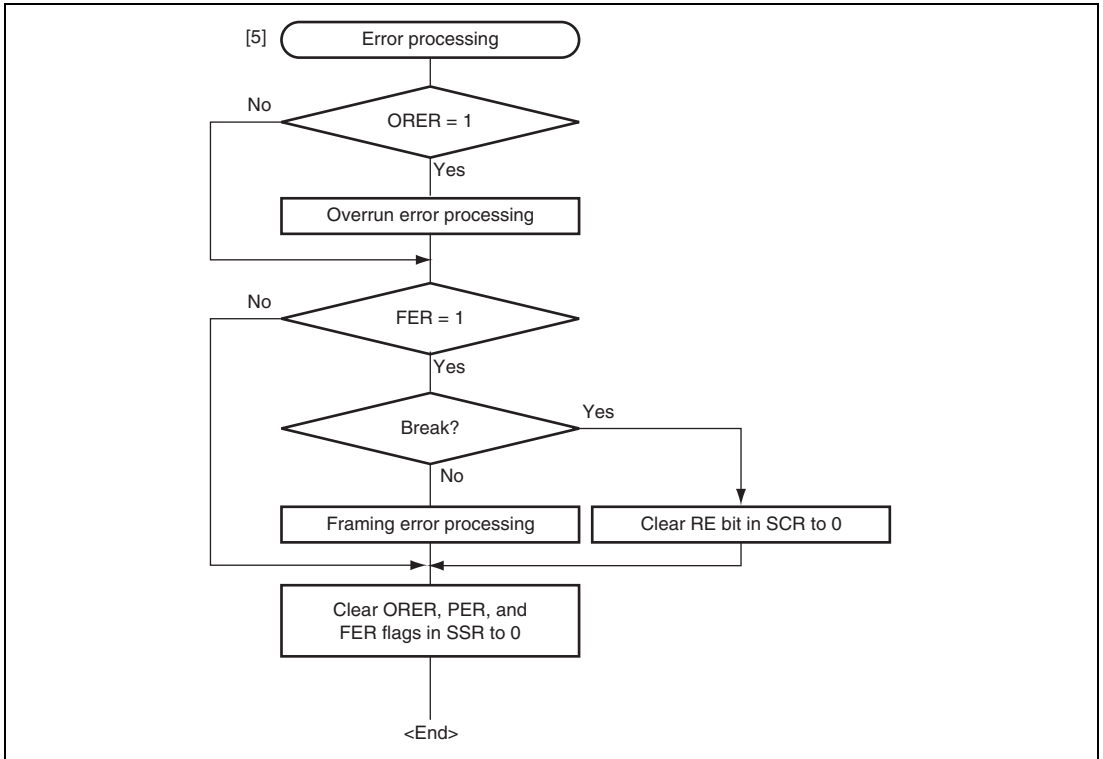 [5] Error processing
No
ORER = 1
Yes
Overrun error processing
No
FER = 1
Yes
Break?
Yes
No
Framing error processing
Clear RE bit in SCR to 0
Clear ORER, PER, and
FER flags in SSR to 0
<End>